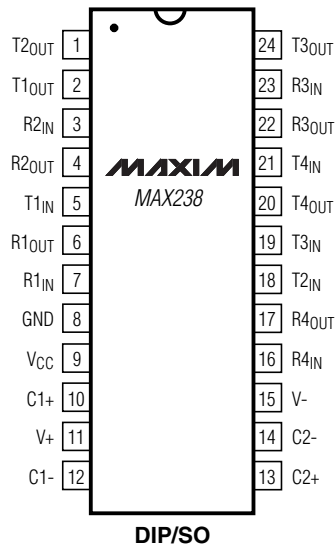 T2OUT 1 24 T3OUT
T1OUT 2 23 R3IN
R2IN 3 22 R3OUT
R2OUT 4 MAXIM 21 T4IN
T1IN 5 MAX238 20 T4OUT
R1OUT 6 19 T3IN
R1IN 7 18 T2IN
GND 8 17 R4OUT
VCC 9 16 R4IN
C1+ 10 15 V-
V+ 11 14 C2-
C1- 12 13 C2+
DIP/SO